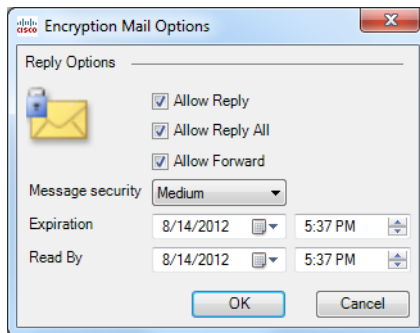 cisco Encryption Mail Options
Reply Options
Allow Reply
Allow Reply All
Allow Forward
Message security Medium
Expiration 8/14/2012 5:37 PM
Read By 8/14/2012 5:37 PM
OK Cancel